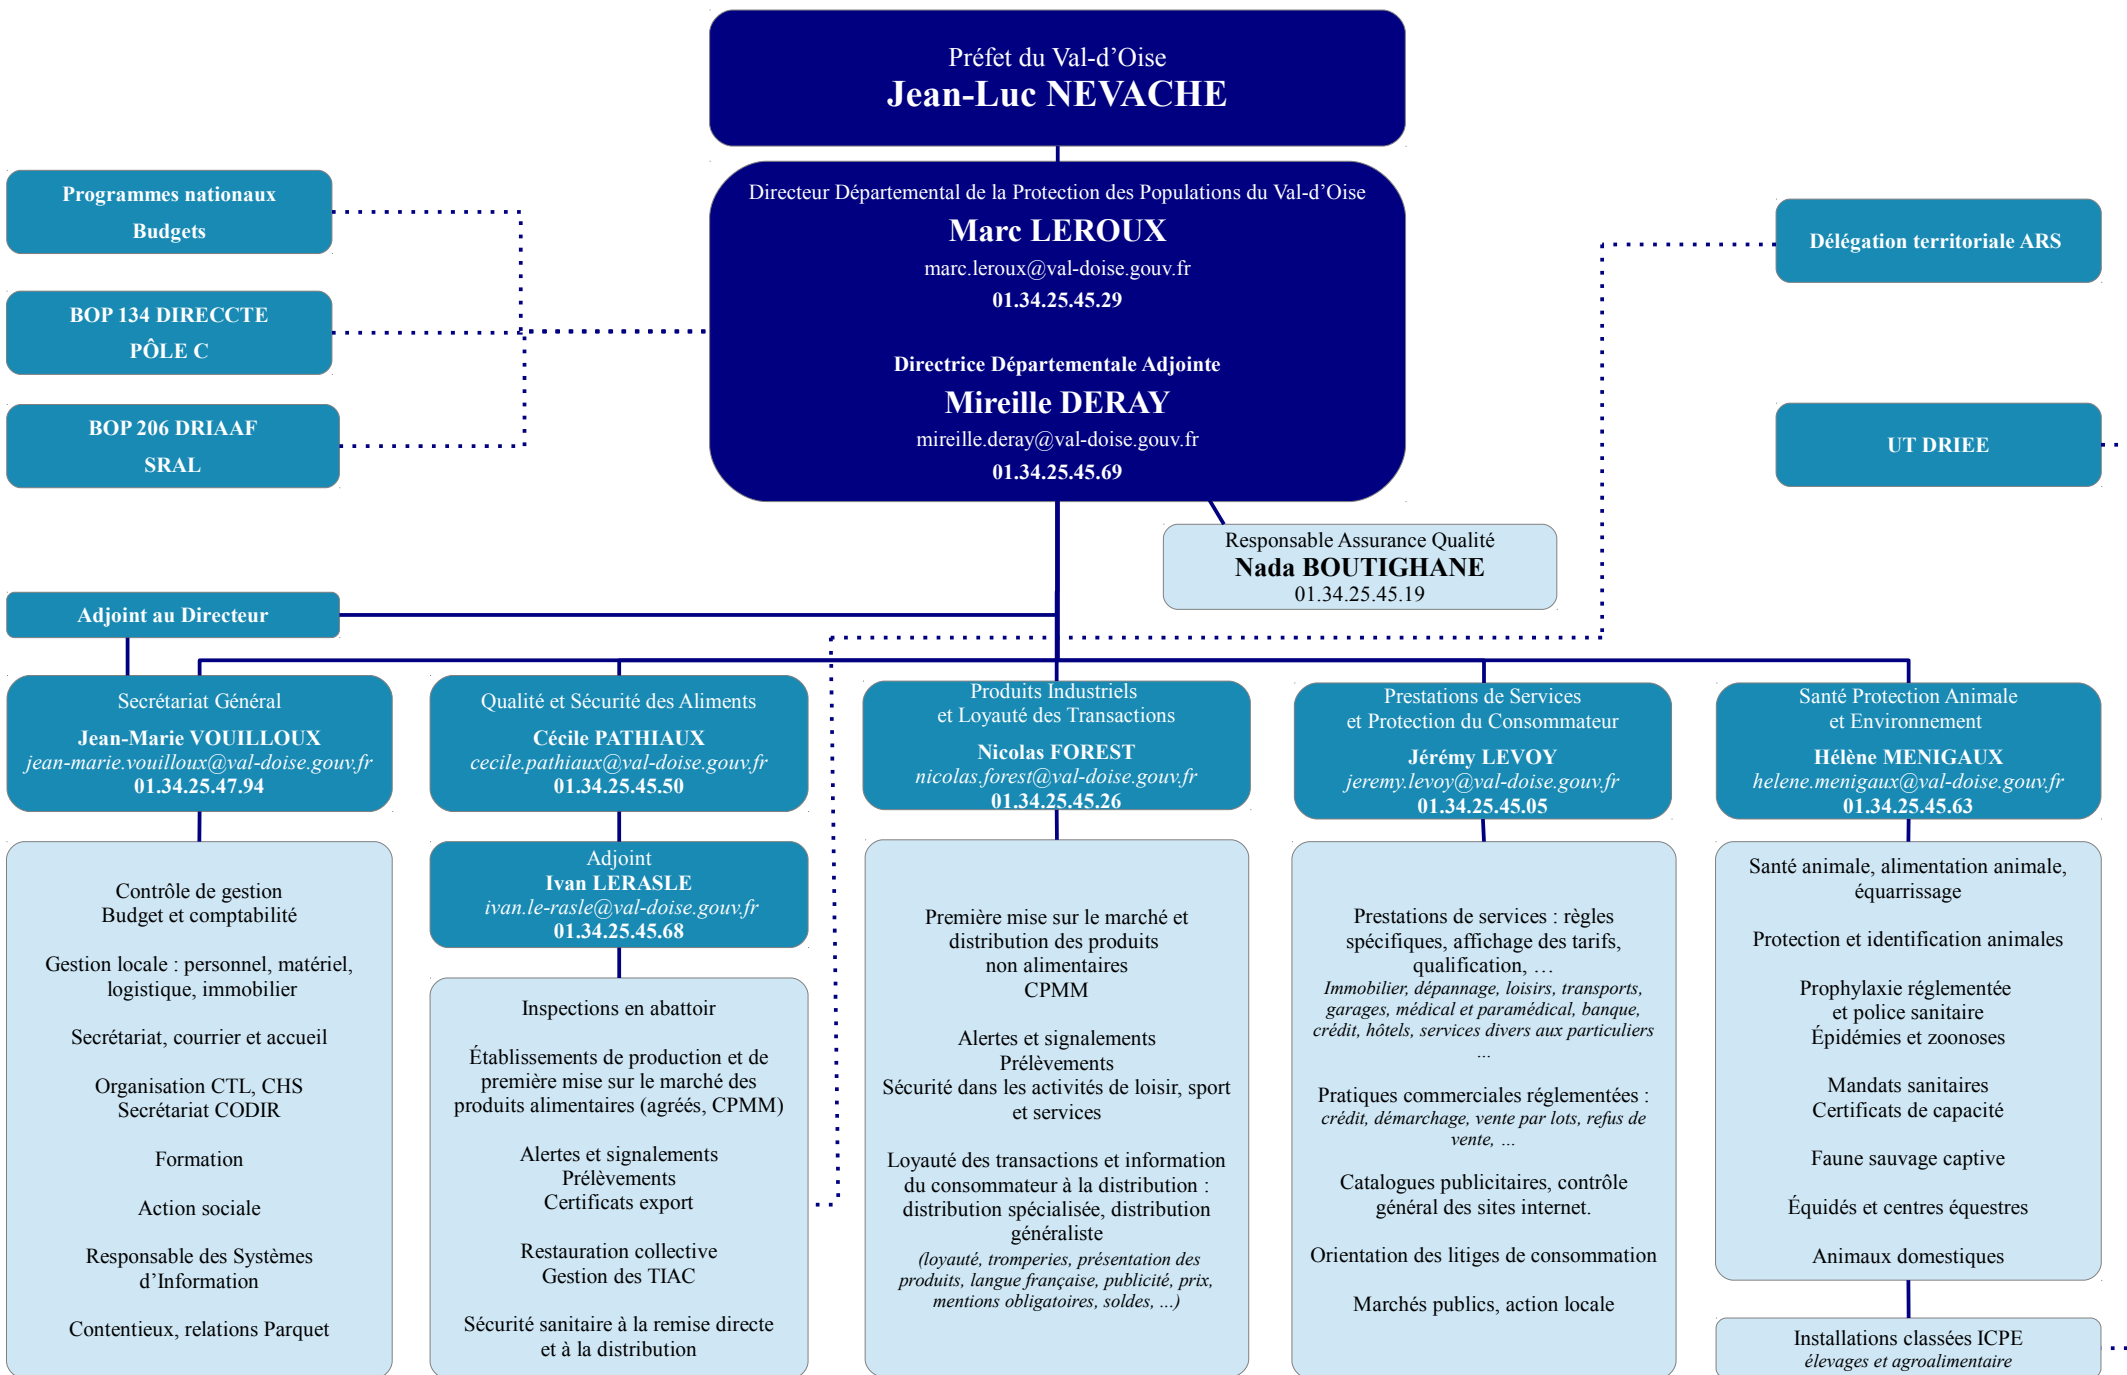 Préfet du Val-d’Oise
Jean-Luc NEVACHE
Programmes nationaux
Budgets
BOP 134 DIRECCTE
PÔLE C
BOP 206 DRIAAF
SRAL
Directeur Départemental de la Protection des Populations du Val-d’Oise
Marc LEROUX
marc.leroux@val-doise.gouv.fr
01.34.25.45.29
Directrice Départementale Adjointe
Mireille DERAY
mireille.deray@val-doise.gouv.fr
01.34.25.45.69
Délégation territoriale ARS
UT DRIEE
Responsable Assurance Qualité
Nada BOUTIGHANE
01.34.25.45.19
Adjoint au Directeur
Secrétariat Général
Jean-Marie VOUILLOUX
jean-marie.vouilloux@val-doise.gouv.fr
01.34.25.47.94
Contrôle de gestion
Budget et comptabilité
Gestion locale : personnel, matériel,
logistique, immobilier
Secrétariat, courrier et accueil
Organisation CTL, CHS
Secrétariat CODIR
Formation
Action sociale
Responsable des Systèmes
d’Information
Contentieux, relations Parquet
Qualité et Sécurité des Aliments
Cécile PATHIAUX
cecile.pathiaux@val-doise.gouv.fr
01.34.25.45.50
Adjoint
Ivan LERASLE
ivan.le-rasle@val-doise.gouv.fr
01.34.25.45.68
Inspections en abattoir
Établissements de production et de
première mise sur le marché des
produits alimentaires (agréés, CPMM)
Alertes et signalements
Prélèvements
Certificats export
Restauration collective
Gestion des TIAC
Sécurité sanitaire à la remise directe
et à la distribution
Produits Industriels
et Loyauté des Transactions
Nicolas FOREST
nicolas.forest@val-doise.gouv.fr
01.34.25.45.26
Première mise sur le marché et
distribution des produits
non alimentaires
CPMM
Alertes et signalements
Prélèvements
Sécurité dans les activités de loisir, sport
et services
Loyauté des transactions et information
du consommateur à la distribution :
distribution spécialisée, distribution
généraliste
(loyauté, tromperies, présentation des
produits, langue française, publicité, prix,
mentions obligatoires, soldes, ...)
Prestations de Services
et Protection du Consommateur
Jérémy LEVOY
jeremy.levoy@val-doise.gouv.fr
01.34.25.45.05
Prestations de services : règles
spécifiques, affichage des tarifs,
qualification, …
Immobilier, dépannage, loisirs, transports,
garages, médical et paramédical, banque,
crédit, hôtels, services divers aux particuliers
...
Pratiques commerciales réglementées :
crédit, démarchage, vente par lots, refus de
vente, ...
Catalogues publicitaires, contrôle
général des sites internet.
Orientation des litiges de consommation
Marchés publics, action locale
Santé Protection Animale
et Environnement
Hélène MENIGAUX
helene.menigaux@val-doise.gouv.fr
01.34.25.45.63
Santé animale, alimentation animale,
équarrissage
Protection et identification animales
Prophylaxie réglementée
et police sanitaire
Épidémies et zoonoses
Mandats sanitaires
Certificats de capacité
Faune sauvage captive
Équidés et centres équestres
Animaux domestiques
Installations classées ICPE
élevages et agroalimentaire